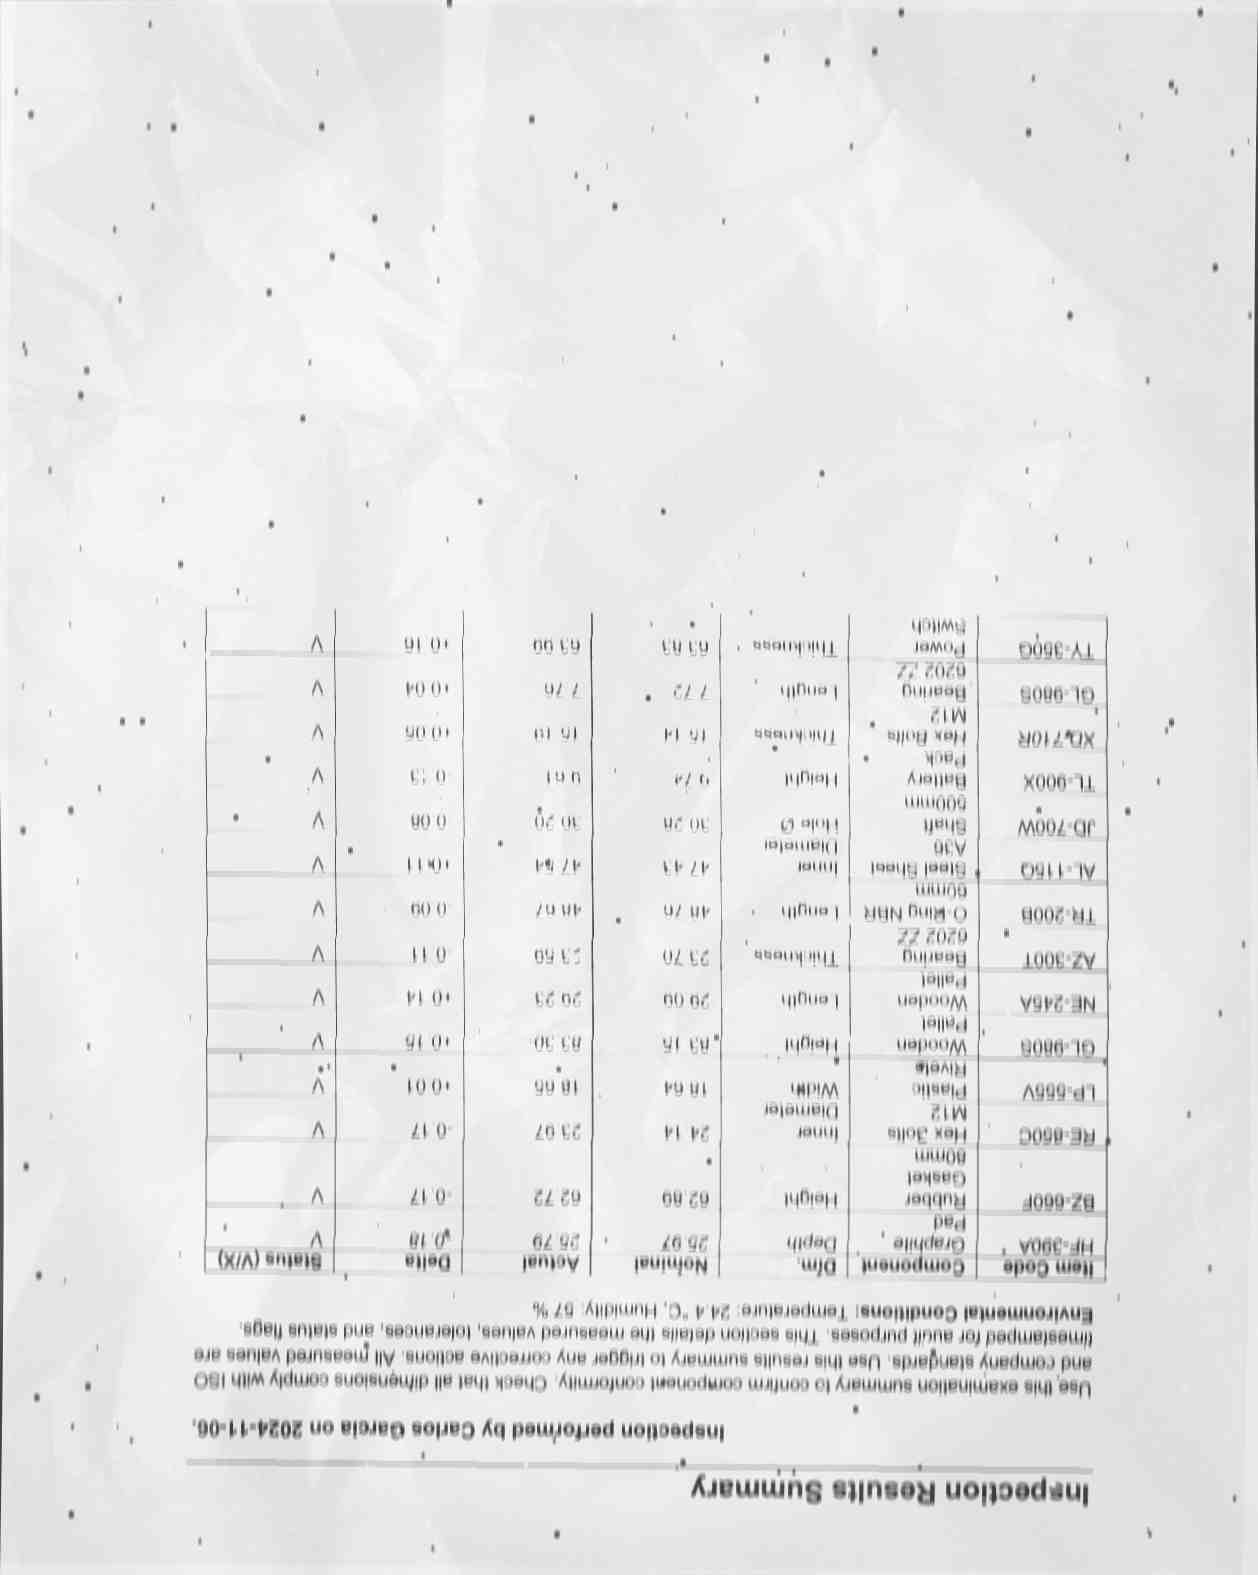 Inspection Results Summary
Inspection performed by Carlos Garcia on 2024-11-06.
Use this examination summary to confirm component conformity. Check that all dimensions comply with ISO
and company standards. Use this results summary to trigger any corrective actions. All measured values are
timestamped for audit purposes. This section details the measured values, tolerances, and status flags.
Environmental Conditions: Temperature: 24.4 °C, Humidity: 57 %
Item Code Component Dim. Nominal Actual Delta Status (V/X)
HF-390A Graphite Depth 25.97 25.79 -0.18 V
Pad
BZ-660F Rubber Height 62.89 62.72 -0.17 V
Gasket
80mm
RE-850C Hex Bolts Inner 24.14 23.97 -0.17 V
M12 Diameter
LP-555V Plastic Width 18.64 18.65 +0.01 V
Rivets
GL-980S Wooden Height 83.15 83.30 +0.15 V
Pallet
NE-245A Wooden Length 29.09 29.23 +0.14 V
Pallet
AZ-300T Bearing Thickness 23.70 23.59 -0.11 V
6202 ZZ
TR-200B O-Ring NBR Length 48.76 48.67 -0.09 V
60mm
AL-115Q Steel Sheet Inner 47.43 47.54 +0.11 V
A36 Diameter
JD-700W Shaft Hole Ø 30.28 30.20 -0.08 V
500mm
TL-900X Battery Height 9.74 9.61 -0.13 V
Pack
XD-710R Hex Bolts Thickness 15.14 15.19 +0.05 V
M12
GL-980S Bearing Length 7.72 7.76 +0.04 V
6202 ZZ
TY-350G Power Thickness 63.83 63.99 +0.16 V
Switch